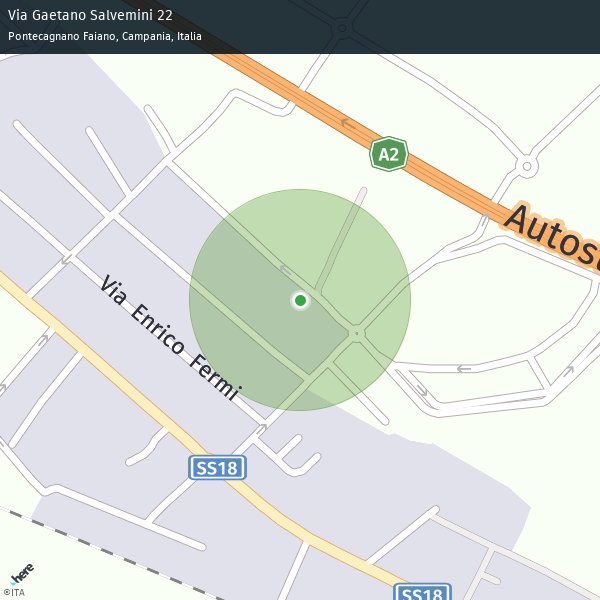 Via Gaetano Salvemini 22
Pontecagnano Faiano, Campania, Italia
A2
Autos
Via Enrico Fermi
SS18
SS18
here
©ITA